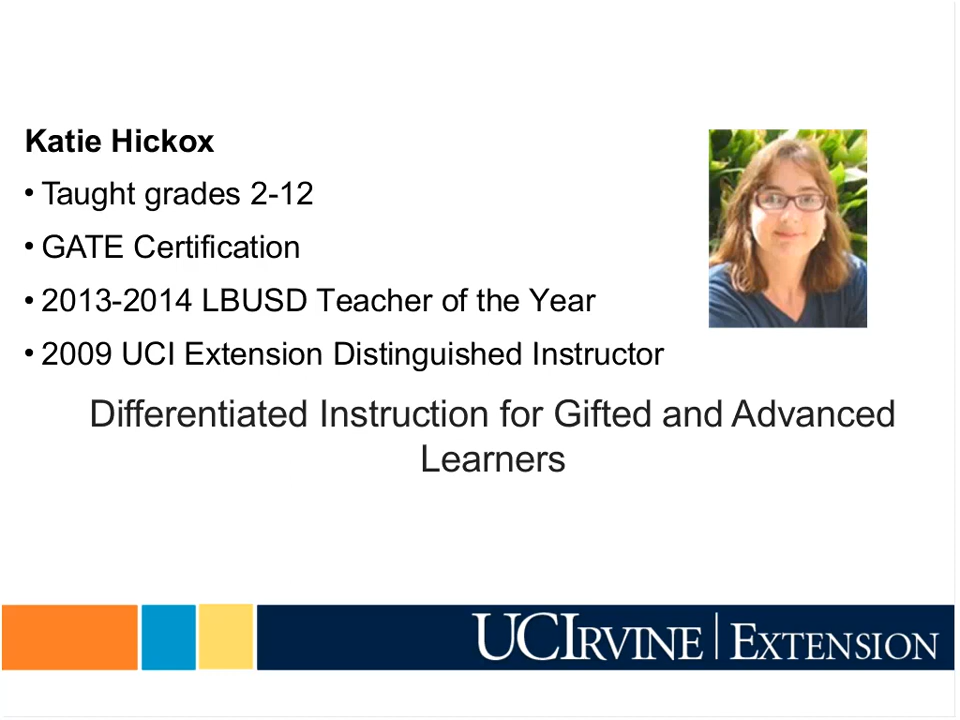 Katie Hickox
• Taught grades 2-12
• GATE Certification
• 2013-2014 LBUSD Teacher of the Year
• 2009 UCI Extension Distinguished Instructor
Differentiated Instruction for Gifted and Advanced
Learners
UCIRVINE | EXTENSION